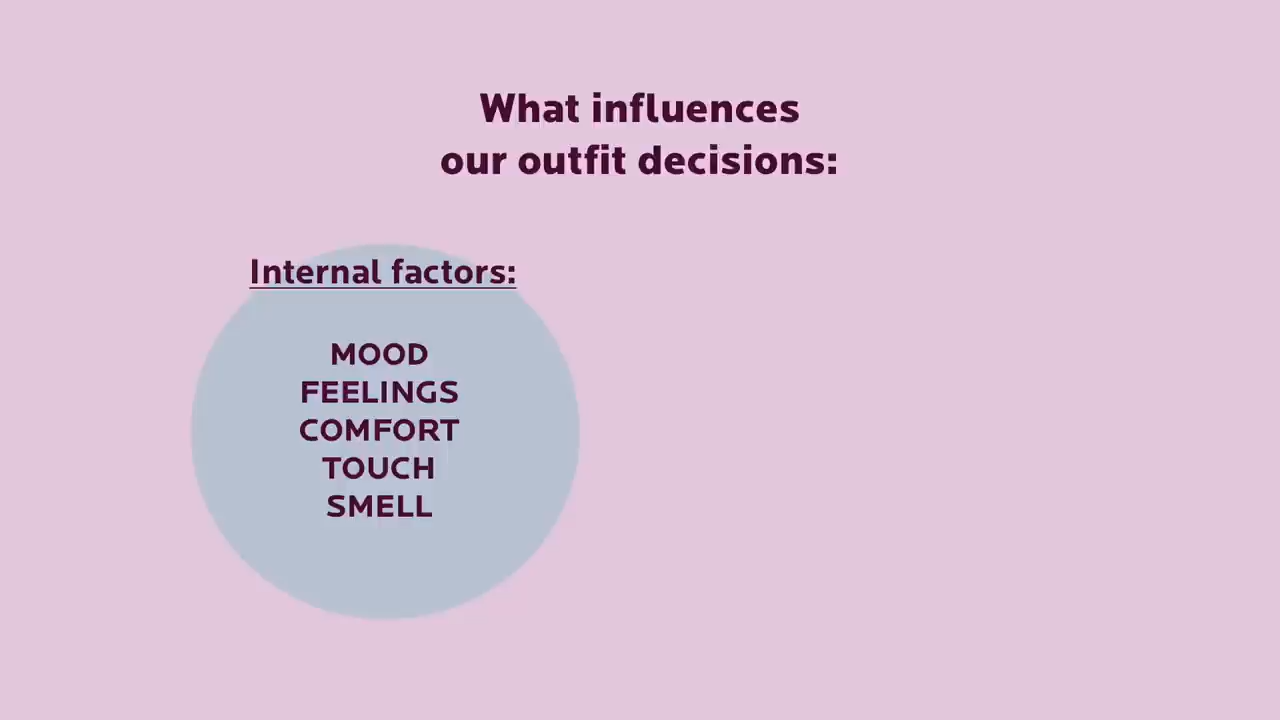 What influences
our outfit decisions:
Internal factors:
MOOD
FEELINGS
COMFORT
TOUCH
SMELL